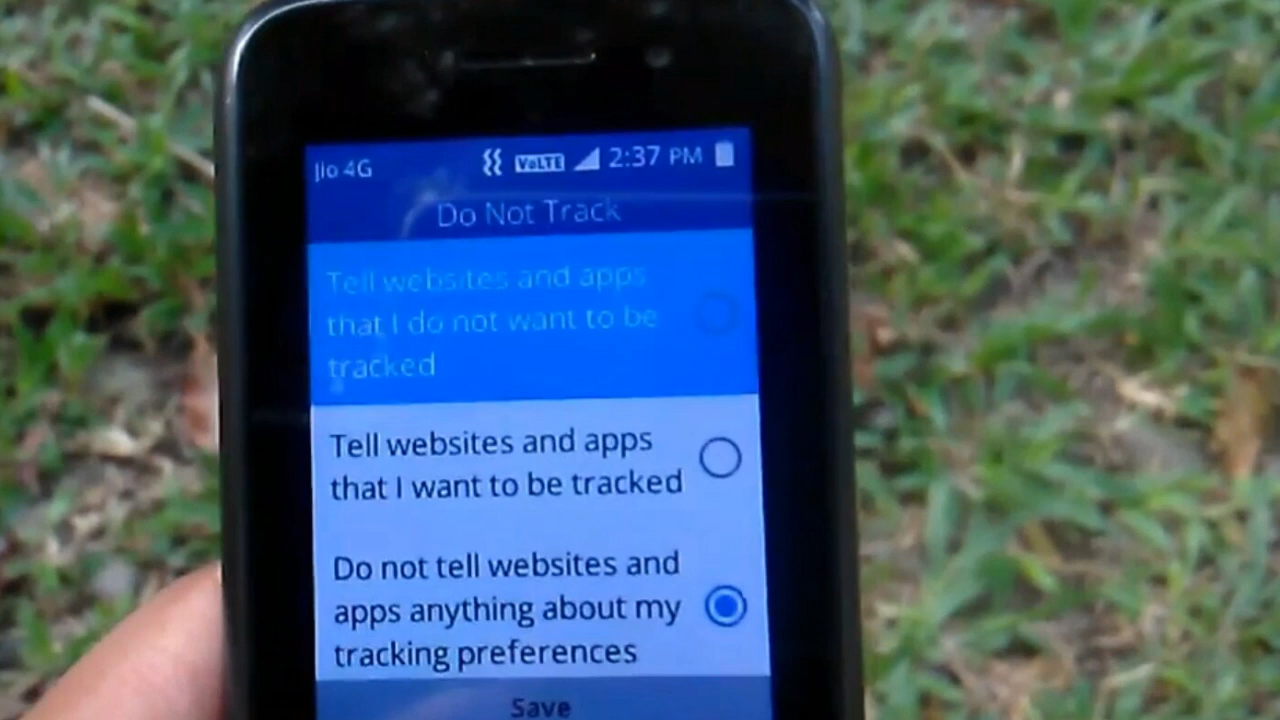 Jio 4G VoLTE 2:37 PM
Do Not Track
Tell websites and apps
that I do not want to be
tracked
Tell websites and apps
that I want to be tracked
Do not tell websites and
apps anything about my
tracking preferences
Save